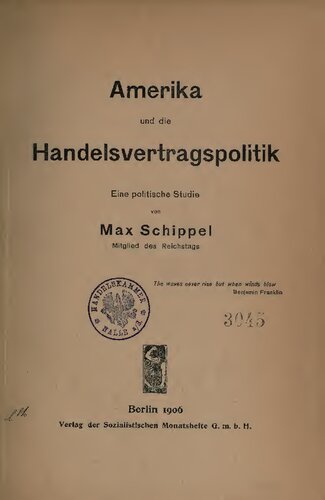 Amerika
und die
Handelsvertragspolitik
Eine politische Studie
von
Max Schippel
Mitglied des Reichstags
The waves never rise but when winds blow
Benjamin Franklin
HANDELSKAMMER
HALLE a/S
3045
Berlin 1906
Verlag der Sozialistischen Monatshefte G. m. b. H.